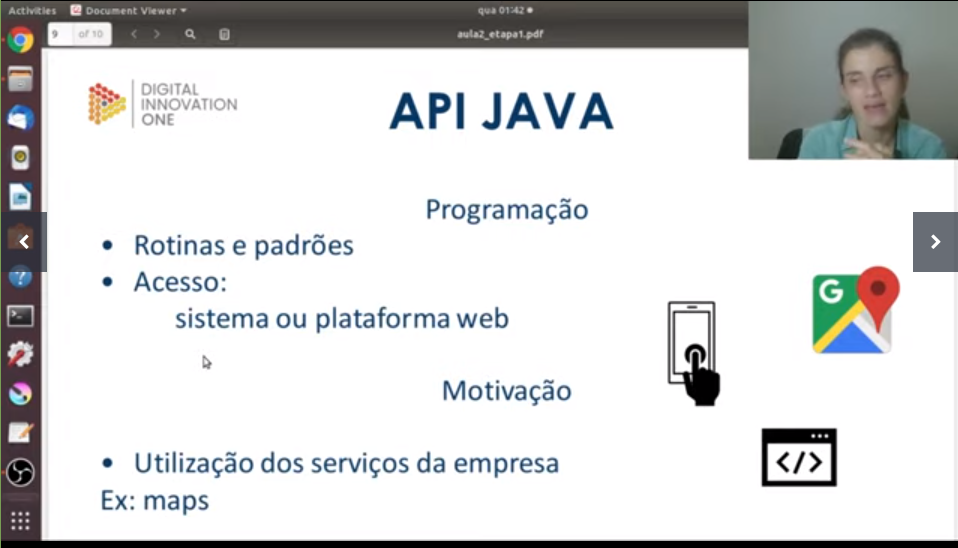 Activities Document Viewer qua 01:42
9 of 10 aula2_etapa1.pdf
DIGITAL
INNOVATION
ONE
API JAVA
Programação
• Rotinas e padrões
• Acesso:
sistema ou plataforma web
G
Motivação
• Utilização dos serviços da empresa
</>
Ex: maps